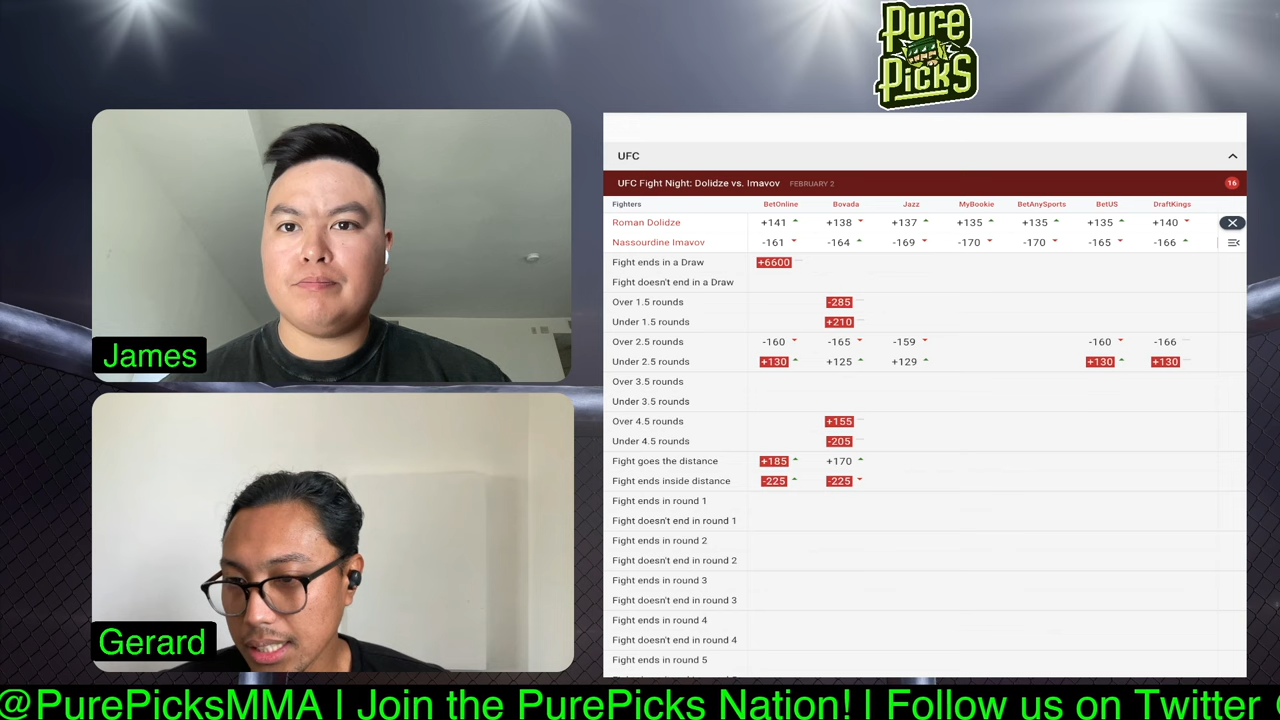 Pure
Picks
James
Gerard
UFC
UFC Fight Night: Dolidze vs. Imavov FEBRUARY 2 16
Fighters BetOnline Bovada Jazz MyBookie BetAnySports BetUS DraftKings
Roman Dolidze +141 +138 +137 +135 +135 +135 +140
Nassourdine Imavov -161 -164 -169 -170 -170 -165 -166
Fight ends in a Draw +6600
Fight doesn't end in a Draw
Over 1.5 rounds -285
Under 1.5 rounds +210
Over 2.5 rounds -160 -165 -159 -160 -166
Under 2.5 rounds +130 +125 +129 +130 +130
Over 3.5 rounds
Under 3.5 rounds
Over 4.5 rounds +155
Under 4.5 rounds -205
Fight goes the distance +185 +170
Fight ends inside distance -225 -225
Fight ends in round 1
Fight doesn't end in round 1
Fight ends in round 2
Fight doesn't end in round 2
Fight ends in round 3
Fight doesn't end in round 3
Fight ends in round 4
Fight doesn't end in round 4
Fight ends in round 5
@PurePicksMMA | Join the PurePicks Nation! | Follow us on Twitter